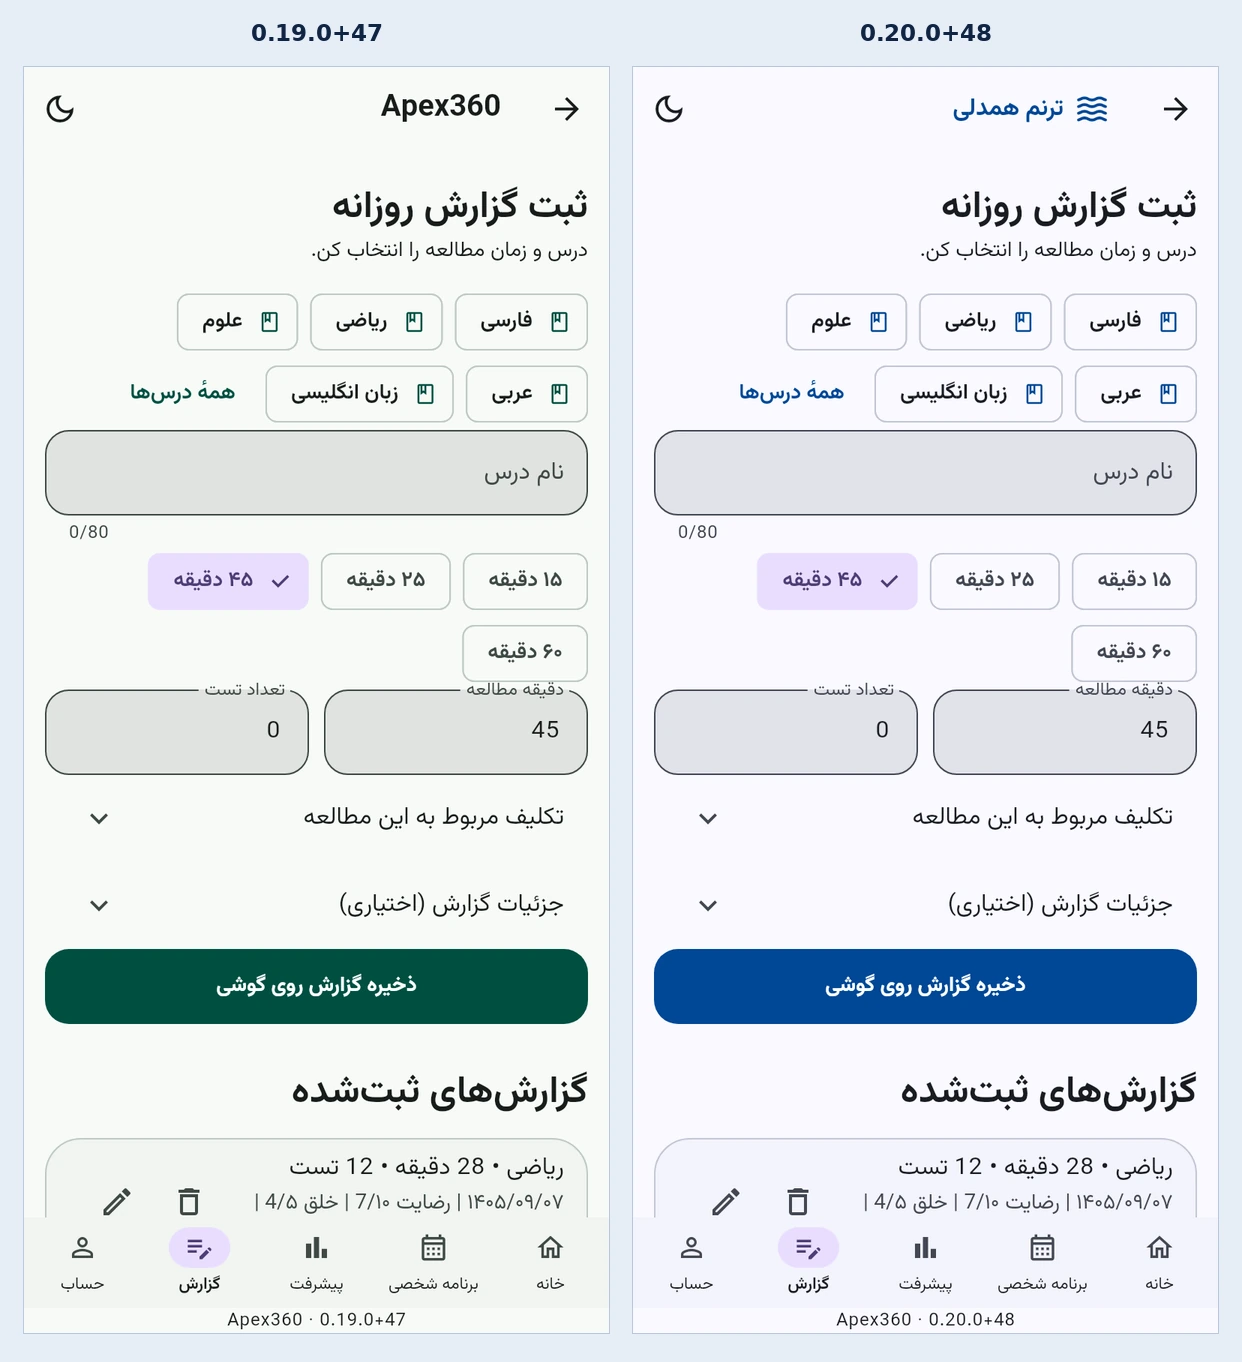 0.19.0+47
Apex360
ثبت گزارش روزانه
درس و زمان مطالعه را انتخاب کن.
فارسی
ریاضی
علوم
عربی
زبان انگلیسی
همهٔ درس‌ها
نام درس
0/80
۱۵ دقیقه
۲۵ دقیقه
۴۵ دقیقه
۶۰ دقیقه
دقیقه مطالعه
تعداد تست
45
0
تکلیف مربوط به این مطالعه
جزئیات گزارش (اختیاری)
ذخیره گزارش روی گوشی
گزارش‌های ثبت‌شده
ریاضی • 28 دقیقه • 12 تست
۱۴۰۵/۰۹/۰۷ | رضایت 7/۱۰ | خلق 4/۵ |
خانه
برنامه شخصی
پیشرفت
گزارش
حساب
Apex360 · 0.19.0+47
0.20.0+48
ترنم همدلی
ثبت گزارش روزانه
درس و زمان مطالعه را انتخاب کن.
فارسی
ریاضی
علوم
عربی
زبان انگلیسی
همهٔ درس‌ها
نام درس
0/80
۱۵ دقیقه
۲۵ دقیقه
۴۵ دقیقه
۶۰ دقیقه
دقیقه مطالعه
تعداد تست
45
0
تکلیف مربوط به این مطالعه
جزئیات گزارش (اختیاری)
ذخیره گزارش روی گوشی
گزارش‌های ثبت‌شده
ریاضی • 28 دقیقه • 12 تست
۱۴۰۵/۰۹/۰۷ | رضایت 7/۱۰ | خلق 4/۵ |
خانه
برنامه شخصی
پیشرفت
گزارش
حساب
Apex360 · 0.20.0+48